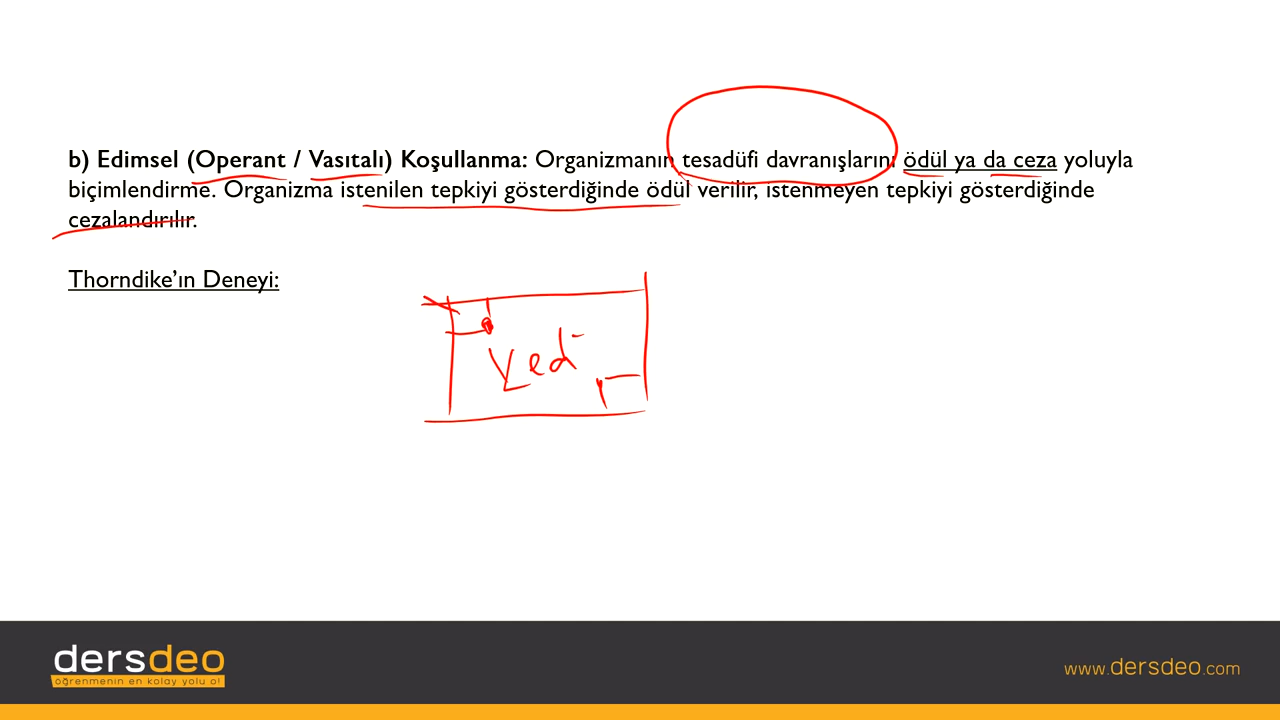 b) Edimsel (Operant / Vasıtalı) Koşullanma: Organizmanın tesadüfi davranışlarını ödül ya da ceza yoluyla
biçimlendirme. Organizma istenilen tepkiyi gösterdiğinde ödül verilir, istenmeyen tepkiyi gösterdiğinde
cezalandırılır.
Thorndike’ın Deneyi:
dersdeo
öğrenmenin en kolay yolu o!
www.dersdeo.com